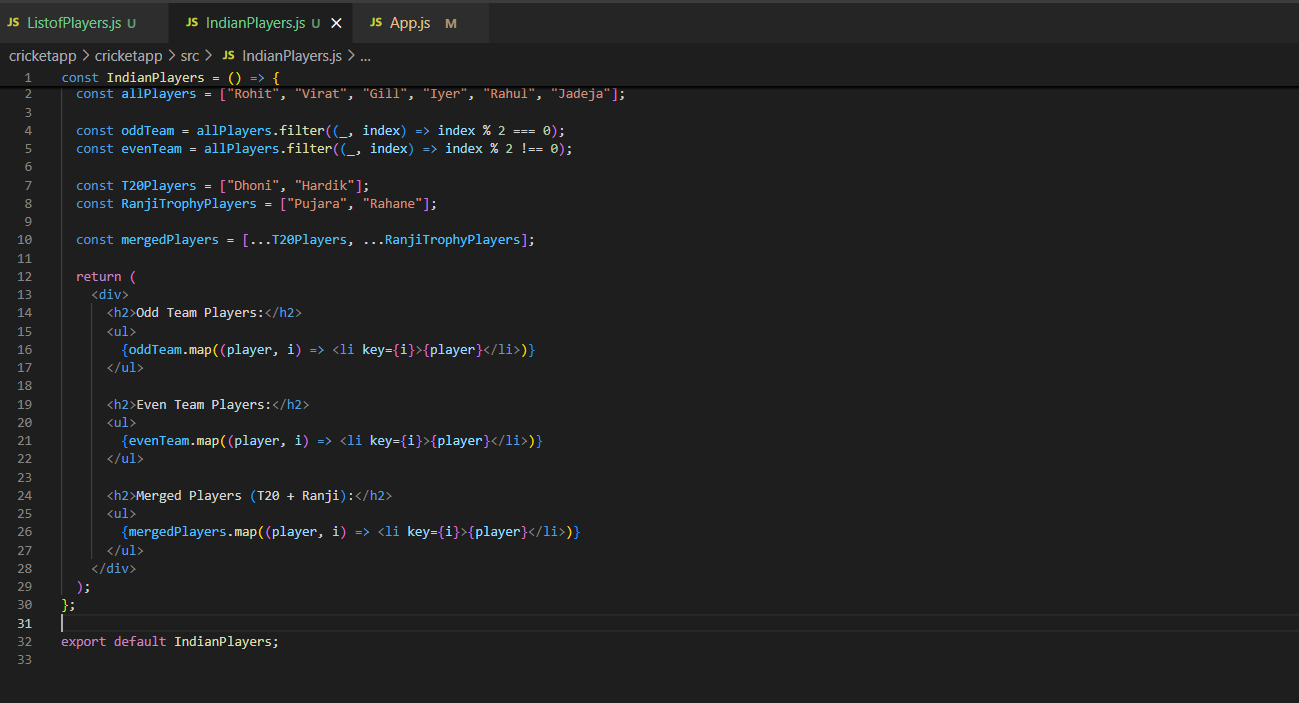 JS ListofPlayers.js U JS IndianPlayers.js U × JS App.js M
cricketapp > cricketapp > src > JS IndianPlayers.js > ...
1 const IndianPlayers = () => {
2 const allPlayers = ["Rohit", "Virat", "Gill", "Iyer", "Rahul", "Jadeja"];
3
4 const oddTeam = allPlayers.filter((_, index) => index % 2 === 0);
5 const evenTeam = allPlayers.filter((_, index) => index % 2 !== 0);
6
7 const T20Players = ["Dhoni", "Hardik"];
8 const RanjiTrophyPlayers = ["Pujara", "Rahane"];
9
10 const mergedPlayers = [...T20Players, ...RanjiTrophyPlayers];
11
12 return (
13 <div>
14 <h2>Odd Team Players:</h2>
15 <ul>
16 {oddTeam.map((player, i) => <li key={i}>{player}</li>)}
17 </ul>
18
19 <h2>Even Team Players:</h2>
20 <ul>
21 {evenTeam.map((player, i) => <li key={i}>{player}</li>)}
22 </ul>
23
24 <h2>Merged Players (T20 + Ranji):</h2>
25 <ul>
26 {mergedPlayers.map((player, i) => <li key={i}>{player}</li>)}
27 </ul>
28 </div>
29 );
30 };
31
32 export default IndianPlayers;
33